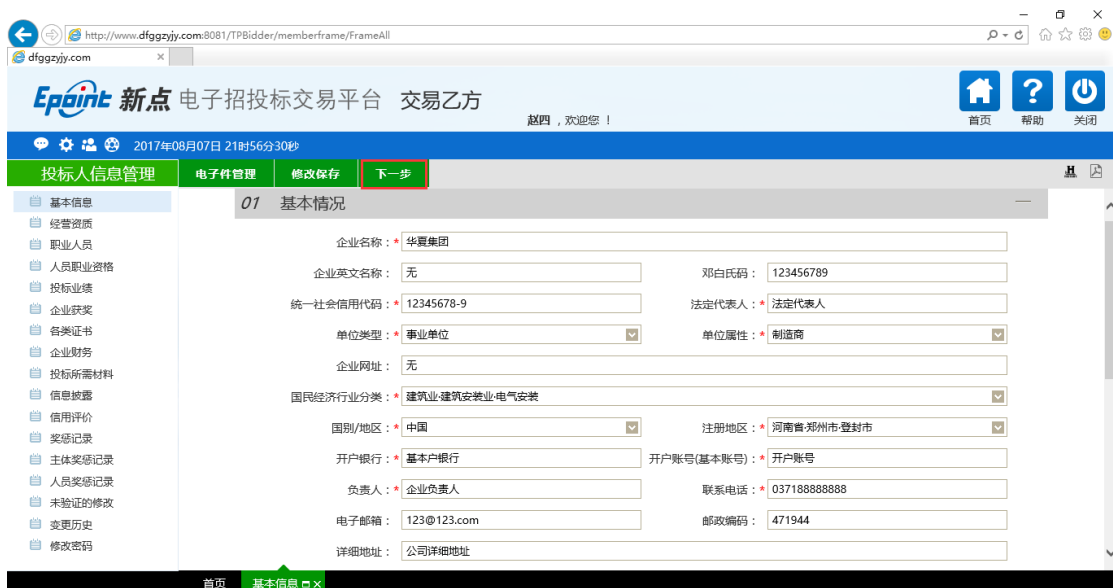 http://www.dfggzyjy.com:8081/TPBidder/memberframe/FrameAll
dfggzyjy.com
Epoint 新点 电子招投标交易平台 交易乙方
赵四 , 欢迎您 !
首页 帮助 关闭
2017年08月07日 21时56分30秒
投标人信息管理 电子件管理 修改保存 下一步
基本信息
经营资质
职业人员
人员职业资格
投标业绩
企业获奖
各类证书
企业财务
投标所需材料
信息披露
信用评价
奖惩记录
主体奖惩记录
人员奖惩记录
未验证的修改
变更历史
修改密码
01 基本情况
企业名称：* 华夏集团
企业英文名称： 无 邓白氏码： 123456789
统一社会信用代码：* 12345678-9 法定代表人：* 法定代表人
单位类型：* 事业单位 单位属性：* 制造商
企业网址： 无
国民经济行业分类：* 建筑业·建筑安装业·电气安装
国别/地区：* 中国 注册地区：* 河南省·郑州市·登封市
开户银行：* 基本户银行 开户账号(基本账号)：* 开户账号
负责人：* 企业负责人 联系电话：* 037188888888
电子邮箱： 123@123.com 邮政编码： 471944
详细地址： 公司详细地址
首页 基本信息